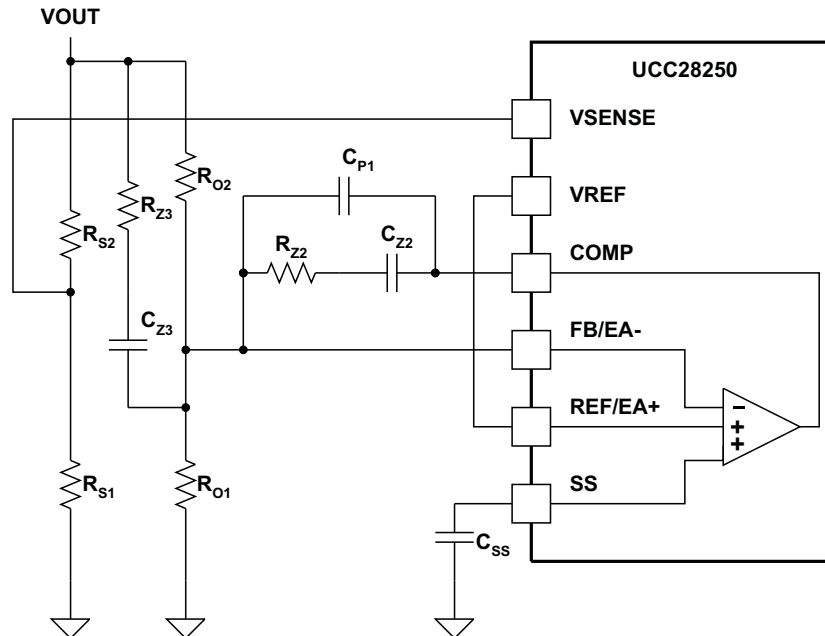 VOUT
UCC28250
VSENSE
CP1
RO2
VREF
RZ3
CZ2
RS2
RZ2
COMP
CZ3
FB/EA-
REF/EA+
−
+
+
RS1
RO1
SS
CSS